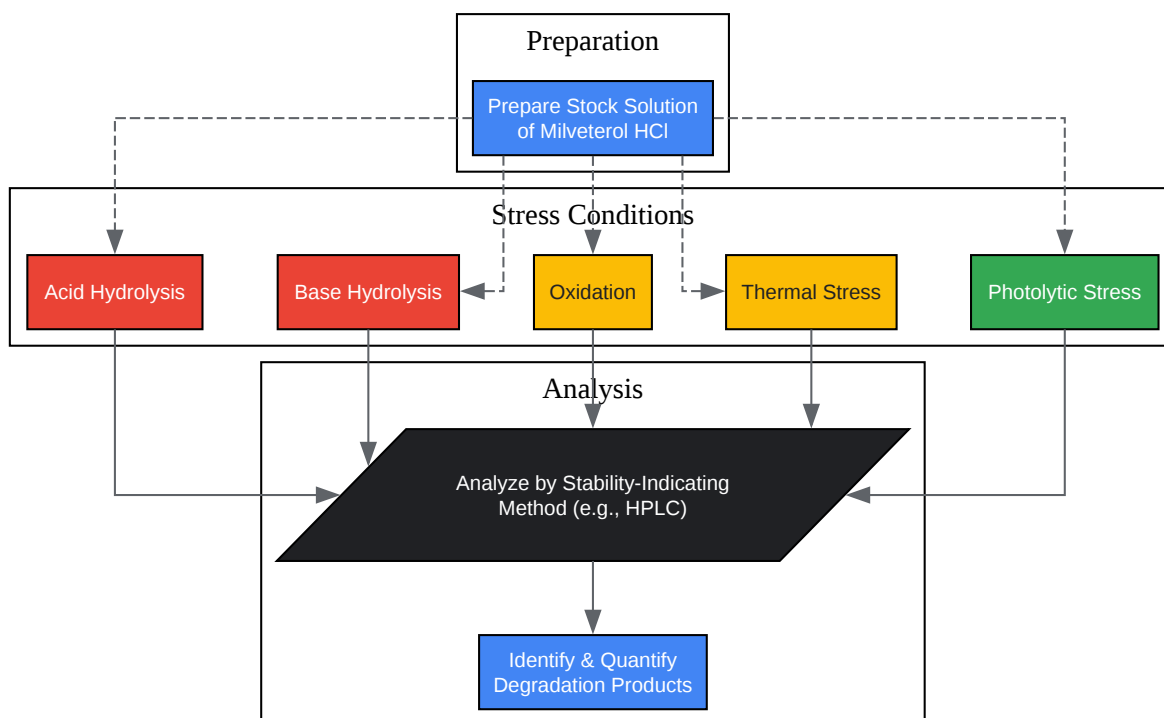 Preparation
Prepare Stock Solution
of Milveterol HCl
Stress Conditions
Acid Hydrolysis
Base Hydrolysis
Oxidation
Thermal Stress
Photolytic Stress
Analysis
Analyze by Stability-Indicating
Method (e.g., HPLC)
Identify & Quantify
Degradation Products